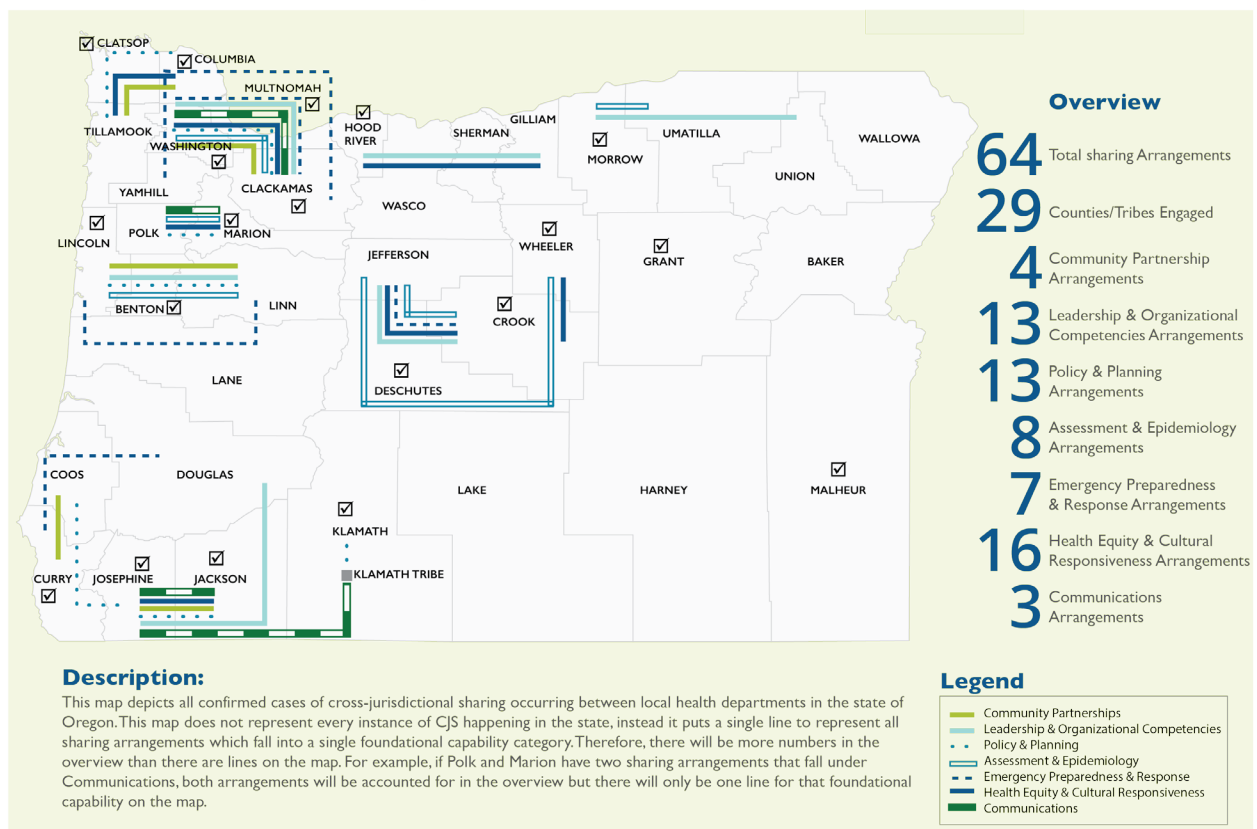 CLATSOP
COLUMBIA
MULTNOMAH
TILLAMOOK
WASHINGTON
HOOD
RIVER
SHERMAN
GILLIAM
MORROW
UMATILLA
WALLOWA
UNION
YAMHILL
CLACKAMAS
WASCO
LINCOLN
POLK
MARION
JEFFERSON
WHEELER
GRANT
BAKER
BENTON
LINN
CROOK
LANE
DESCHUTES
COOS
DOUGLAS
LAKE
HARNEY
MALHEUR
KLAMATH
KLAMATH TRIBE
CURRY
JOSEPHINE
JACKSON
Overview
64 Total sharing Arrangements
29 Counties/Tribes Engaged
4 Community Partnership
Arrangements
13 Leadership & Organizational
Competencies Arrangements
13 Policy & Planning
Arrangements
8 Assessment & Epidemiology
Arrangements
7 Emergency Preparedness
& Response Arrangements
16 Health Equity & Cultural
Responsiveness Arrangements
3 Communications
Arrangements
Description:
This map depicts all confirmed cases of cross-jurisdictional sharing occurring between local health departments in the state of
Oregon. This map does not represent every instance of CJS happening in the state, instead it puts a single line to represent all
sharing arrangements which fall into a single foundational capability category. Therefore, there will be more numbers in the
overview than there are lines on the map. For example, if Polk and Marion have two sharing arrangements that fall under
Communications, both arrangements will be accounted for in the overview but there will only be one line for that foundational
capability on the map.
Legend
Community Partnerships
Leadership & Organizational Competencies
Policy & Planning
Assessment & Epidemiology
Emergency Preparedness & Response
Health Equity & Cultural Responsiveness
Communications